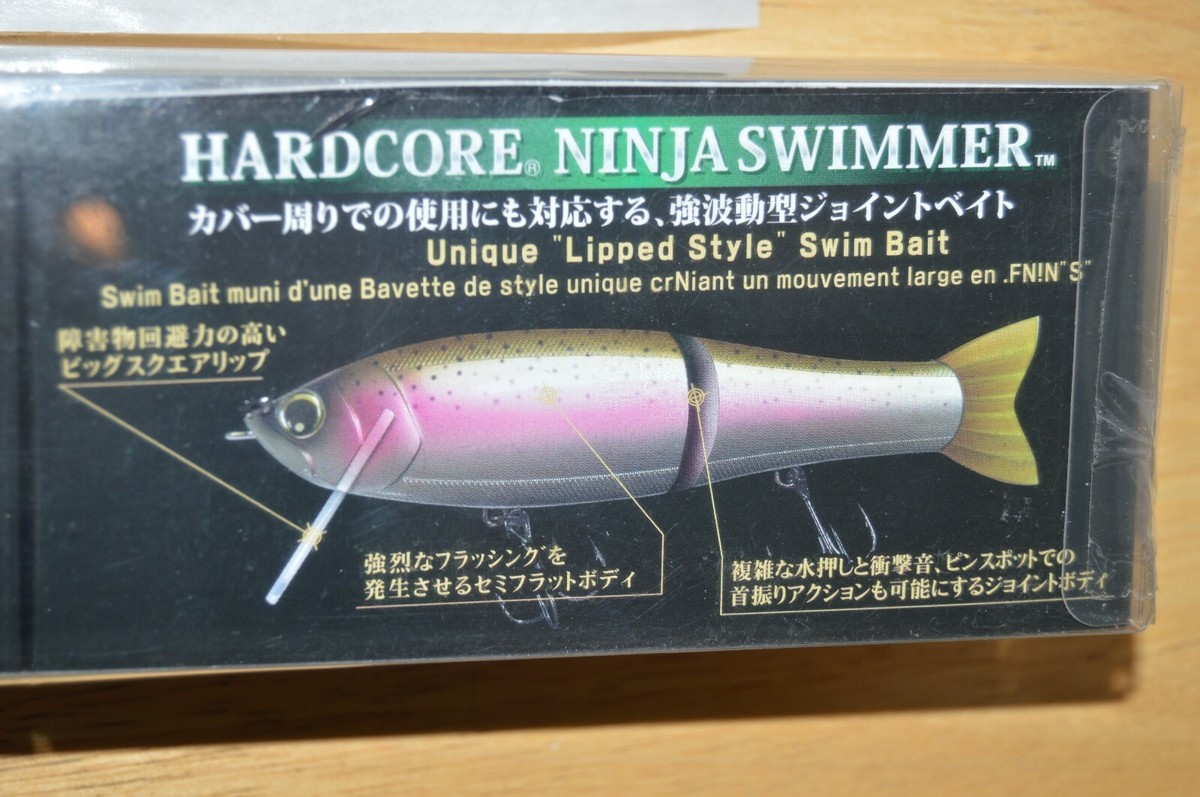 HARDCORE® NINJA SWIMMER™
カバー周りでの使用にも対応する、強波動型ジョイントベイト
Unique "Lipped Style" Swim Bait
Swim Bait muni d'une Bavette de style unique crNiant un mouvement large en .FN!N"S"
障害物回避力の高い
ビッグスクエアリップ
強烈なフラッシングを
発生させるセミフラットボディ
複雑な水押しと衝撃音、ピンスポットでの
首振りアクションも可能にするジョイントボディ